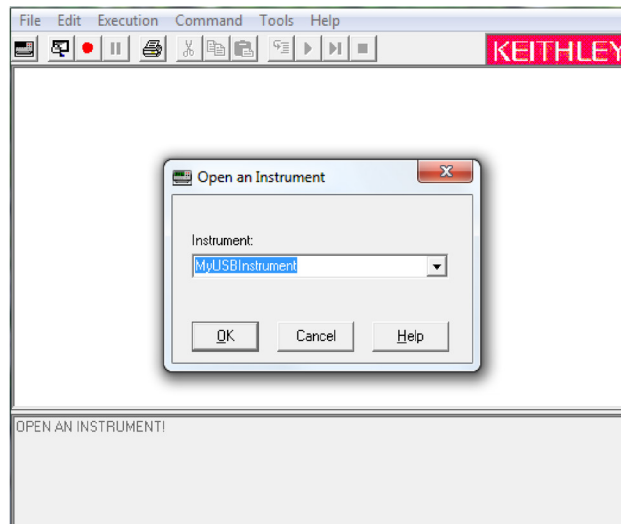 File Edit Execution Command Tools Help
KEITHLEY
Open an Instrument
Instrument:
MyUSBInstrument
OK Cancel Help
OPEN AN INSTRUMENT!